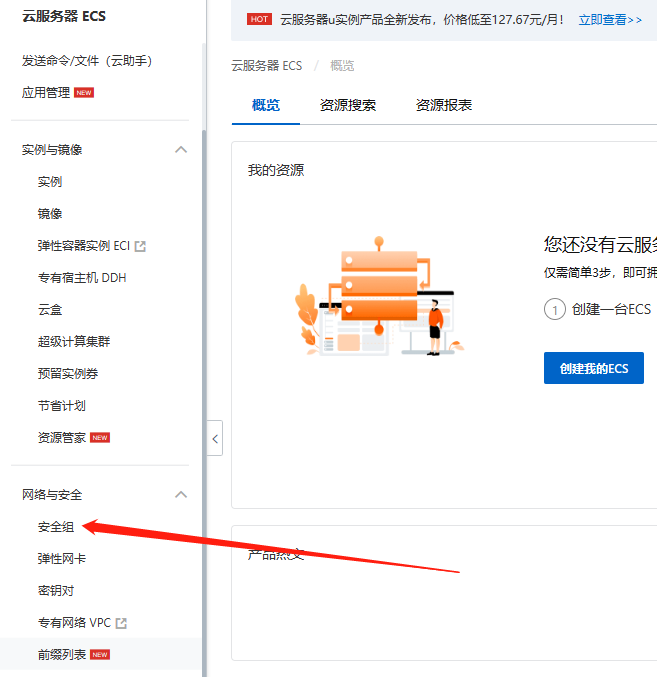 云服务器 ECS
发送命令/文件（云助手）
应用管理 NEW
实例与镜像
实例
镜像
弹性容器实例 ECI
专有宿主机 DDH
云盒
超级计算集群
预留实例券
节省计划
资源管家 NEW
网络与安全
安全组
弹性网卡
密钥对
专有网络 VPC
前缀列表 NEW
HOT 云服务器u实例产品全新发布，价格低至127.67元/月！ 立即查看>>
云服务器 ECS / 概览
概览 资源搜索 资源报表
我的资源
您还没有云服务
仅需简单3步，即可拥
1 创建一台ECS
创建我的ECS
产品热文